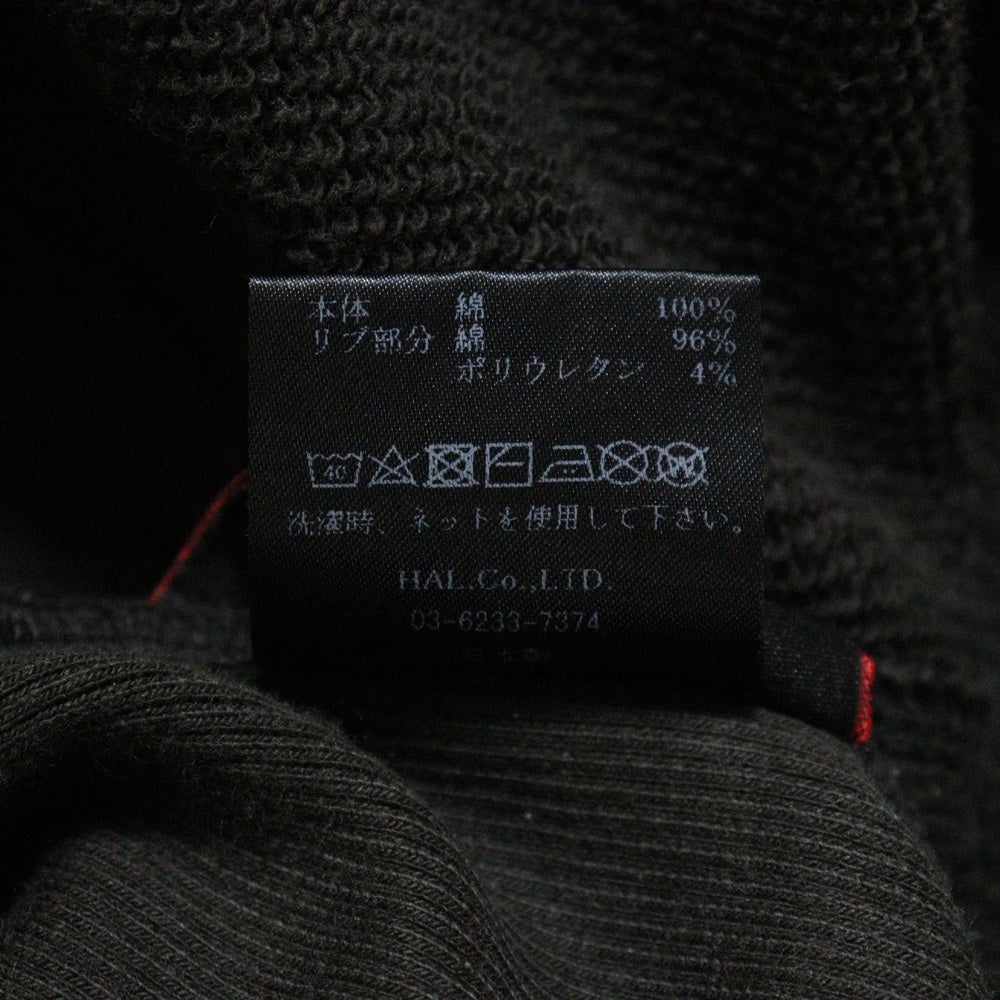 本体 綿 100%
リブ部分 綿 96%
ポリウレタン 4%
40 W
洗濯時、ネットを使用して下さい。
HAL.Co.,LTD.
03-6233-7374